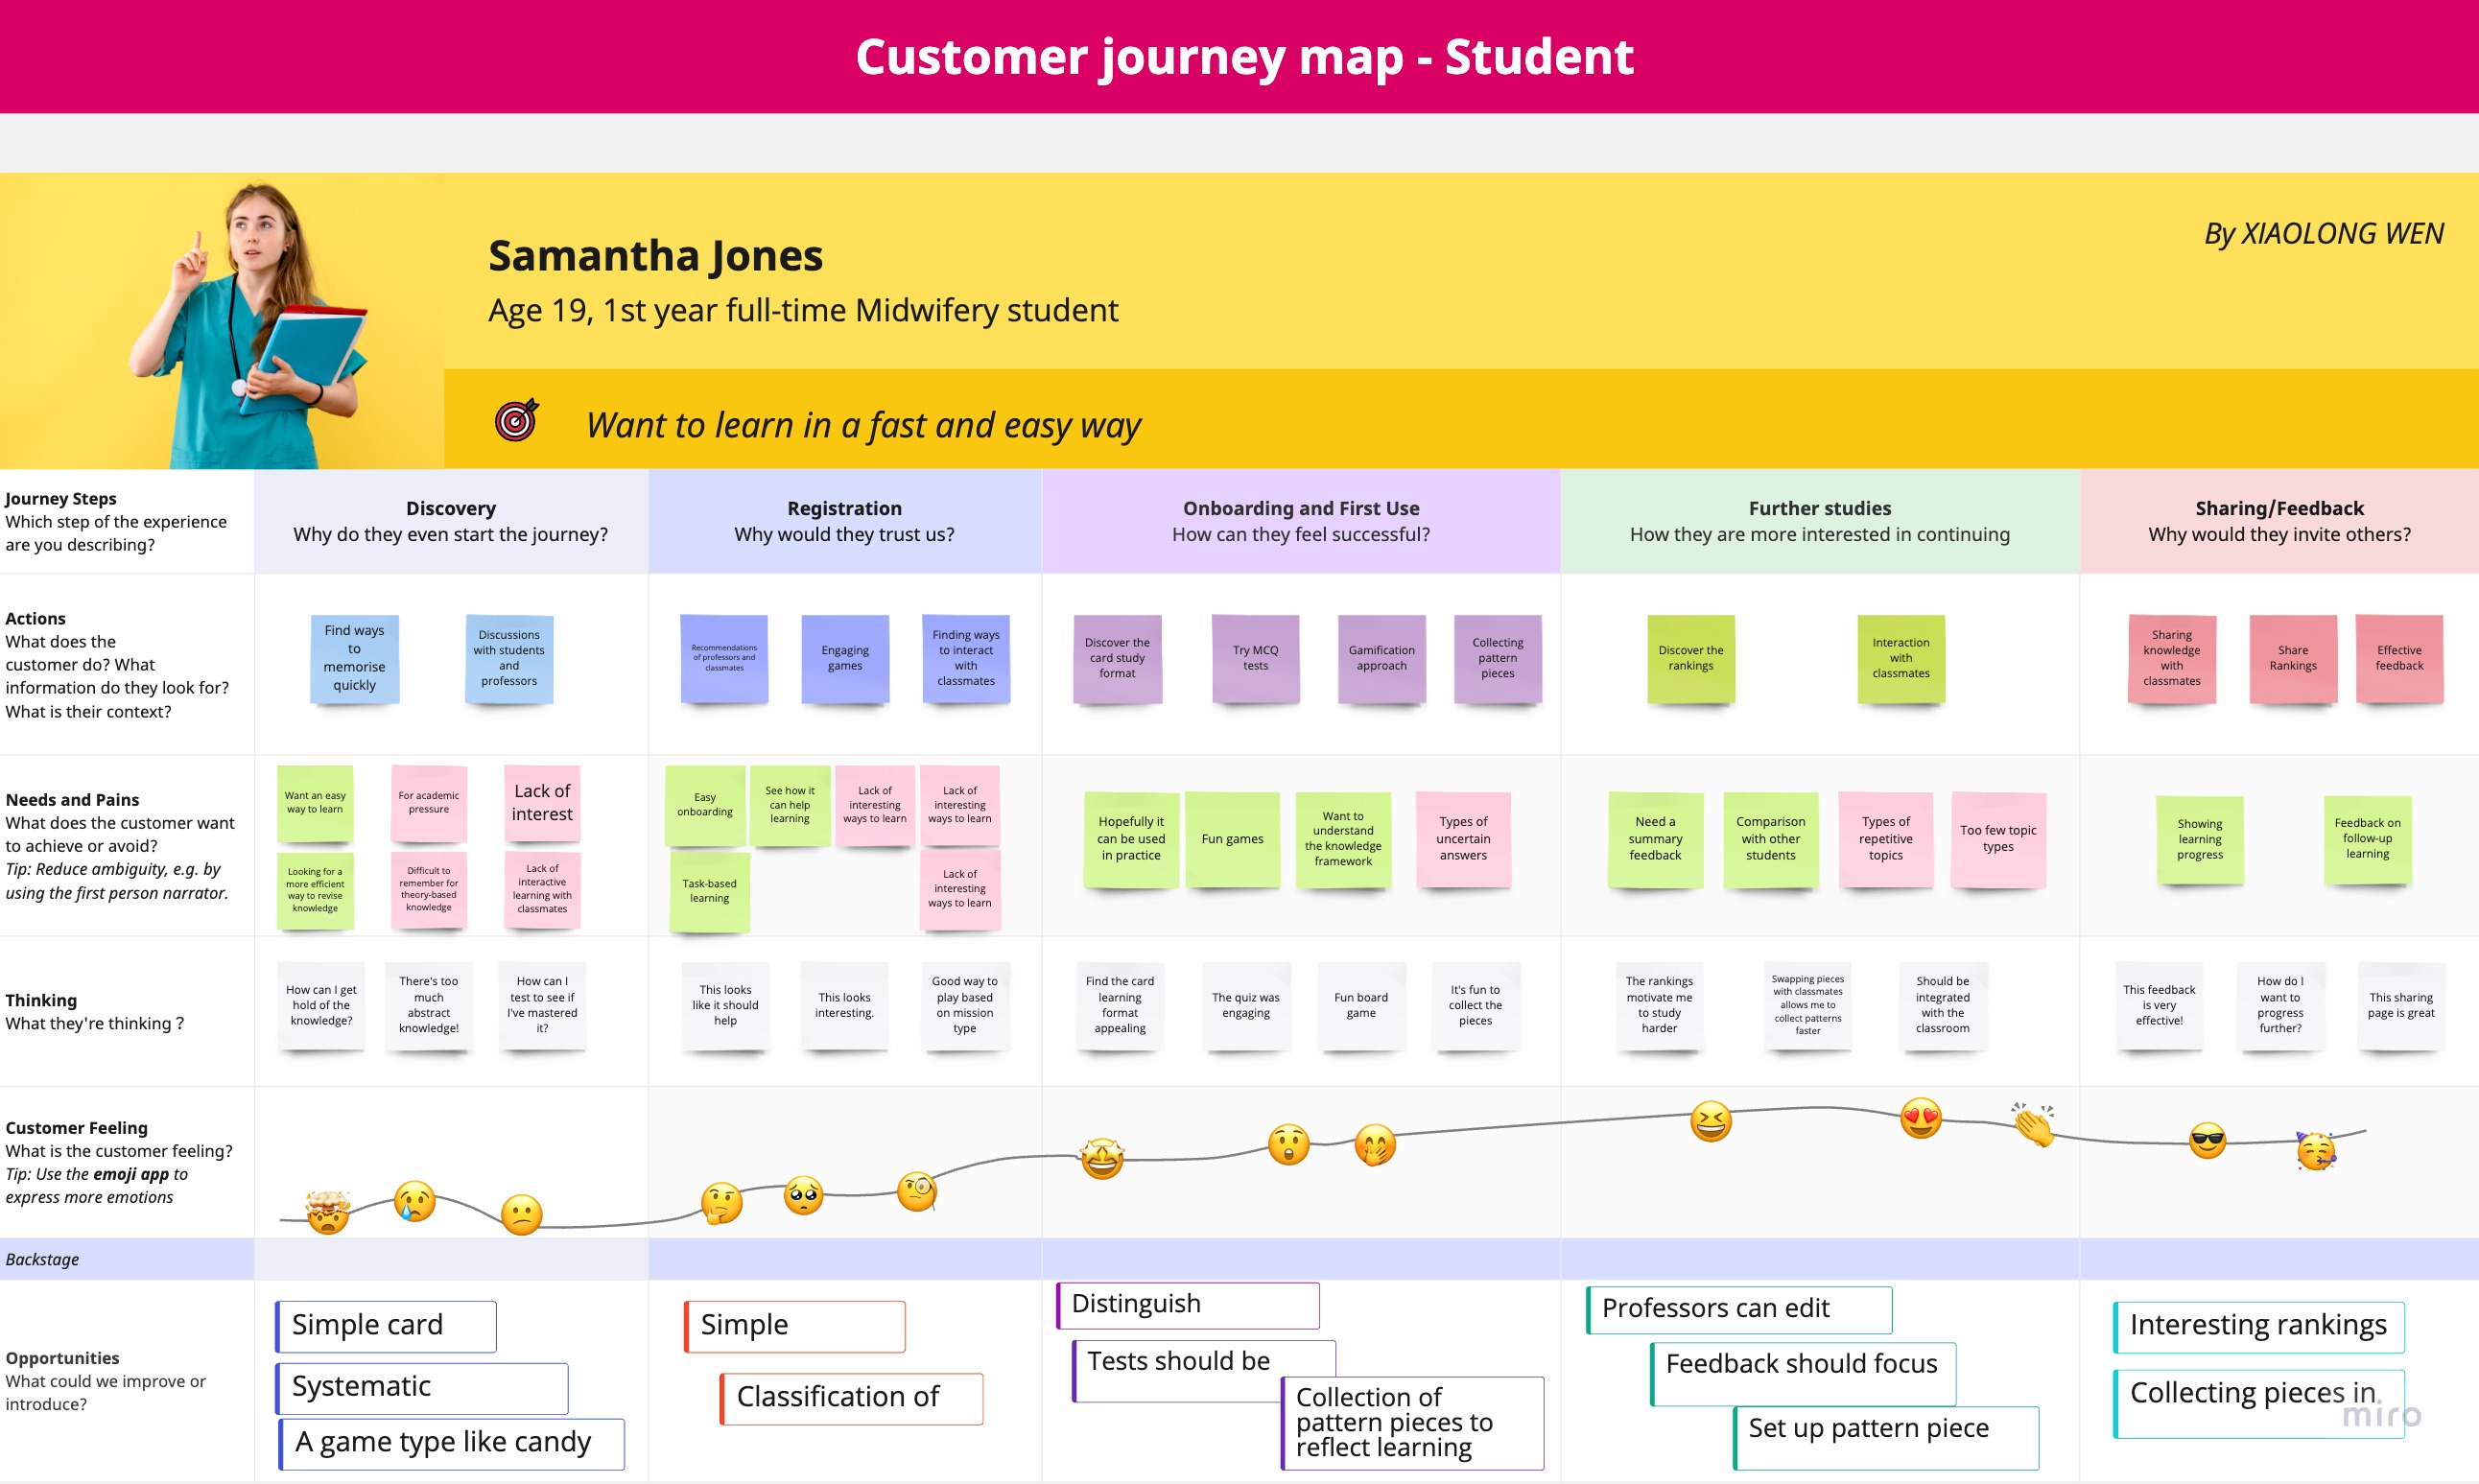 Customer journey map - Student
By XIAOLONG WEN
Samantha Jones
Age 19, 1st year full-time Midwifery student
Want to learn in a fast and easy way
Journey Steps
Which step of the experience
are you describing?
Discovery
Why do they even start the journey?
Registration
Why would they trust us?
Onboarding and First Use
How can they feel successful?
Further studies
How they are more interested in continuing
Sharing/Feedback
Why would they invite others?
Actions
What does the
customer do? What
information do they look for?
What is their context?
Find ways
to
memorise
quickly
Discussions
with students
and
professors
Recommendations
of professors and
classmates
Engaging
games
Finding ways
to interact
with
classmates
Discover the
card study
format
Try MCQ
tests
Gamification
approach
Collecting
pattern
pieces
Discover the
rankings
Interaction
with
classmates
Sharing
knowledge
with
classmates
Share
Rankings
Effective
feedback
Needs and Pains
What does the customer want
to achieve or avoid?
Tip: Reduce ambiguity, e.g. by
using the first person narrator.
Want an easy
way to learn
For academic
pressure
Lack of
interest
Looking for a
more efficient
way to revise
knowledge
Difficult to
remember for
theory-based
knowledge
Lack of
interactive
learning with
classmates
Easy
onboarding
See how it
can help
learning
Lack of
interesting
ways to learn
Lack of
interesting
ways to learn
Task-based
learning
Lack of
interesting
ways to learn
Hopefully it
can be used
in practice
Fun games
Want to
understand
the knowledge
framework
Types of
uncertain
answers
Need a
summary
feedback
Comparison
with other
students
Types of
repetitive
topics
Too few topic
types
Showing
learning
progress
Feedback on
follow-up
learning
Thinking
What they're thinking ?
How can I get
hold of the
knowledge?
There's too
much
abstract
knowledge!
How can I
test to see if
I've mastered
it?
This looks
like it should
help
This looks
interesting.
Good way to
play based
on mission
type
Find the card
learning
format
appealing
The quiz was
engaging
Fun board
game
It's fun to
collect the
pieces
The rankings
motivate me
to study
harder
Swapping pieces
with classmates
allows me to
collect patterns
faster
Should be
integrated
with the
classroom
This feedback
is very
effective!
How do I
want to
progress
further?
This sharing
page is great
Customer Feeling
What is the customer feeling?
Tip: Use the emoji app to
express more emotions
Backstage
Opportunities
What could we improve or
introduce?
Simple card
Systematic
A game type like candy
Simple
Classification of
Distinguish
Tests should be
Collection of
pattern pieces to
reflect learning
Professors can edit
Feedback should focus
Set up pattern piece
Interesting rankings
Collecting pieces in
miro